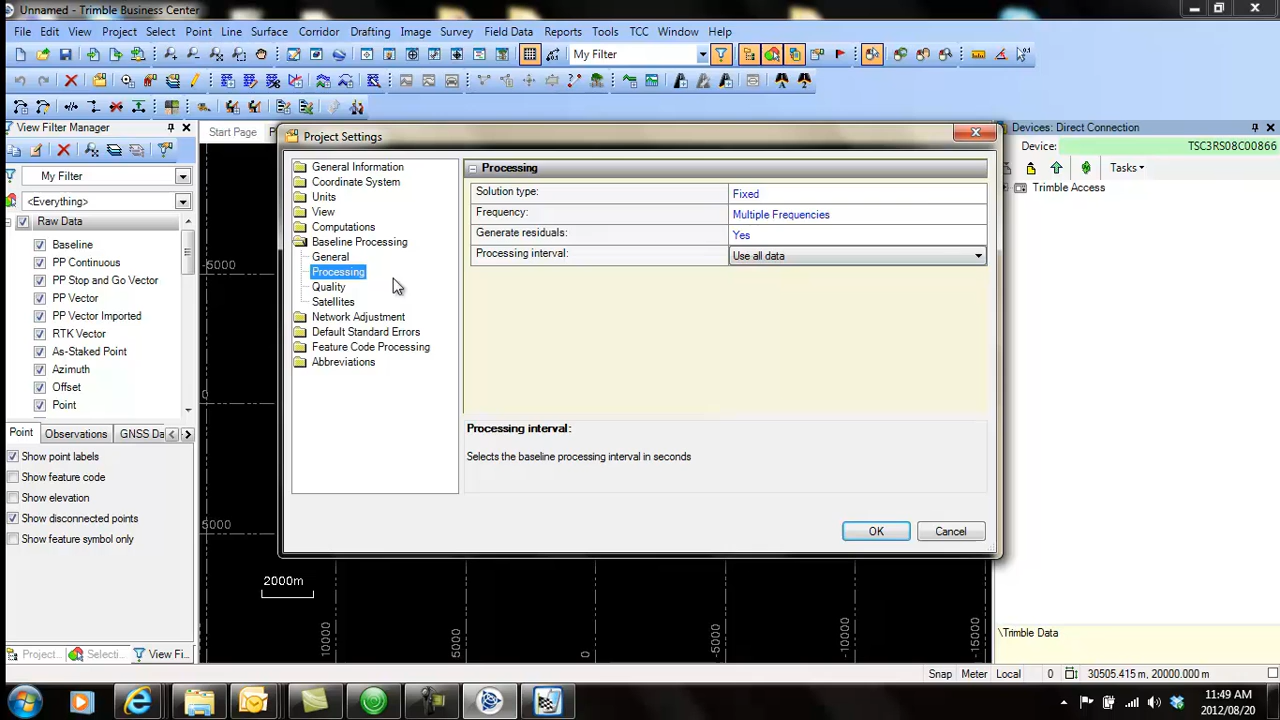 Unnamed - Trimble Business Center
File Edit View Project Select Point Line Surface Corridor Drafting Image Survey Field Data Reports Tools TCC Window Help
My Filter
View Filter Manager
Start Page
My Filter
<Everything>
Raw Data
Baseline
PP Continuous
PP Stop and Go Vector
PP Vector
PP Vector Imported
RTK Vector
As-Staked Point
Azimuth
Offset
Point
Point Observations GNSS Da
Show point labels
Show feature code
Show elevation
Show disconnected points
Show feature symbol only
Project... Selecti... View Fi...
Project Settings
General Information
Coordinate System
Units
View
Computations
Baseline Processing
General
Processing
Quality
Satellites
Network Adjustment
Default Standard Errors
Feature Code Processing
Abbreviations
Processing
Solution type: Fixed
Frequency: Multiple Frequencies
Generate residuals: Yes
Processing interval: Use all data
Processing interval:
Selects the baseline processing interval in seconds
OK Cancel
-5000
0
5000
2000m
10000 5000 0 -5000 -10000 -15000
Devices: Direct Connection
Device: TSC3RS08C00866
Tasks
Trimble Access
\Trimble Data
Snap Meter Local 0 30505.415 m, 20000.000 m
11:49 AM
2012/08/20